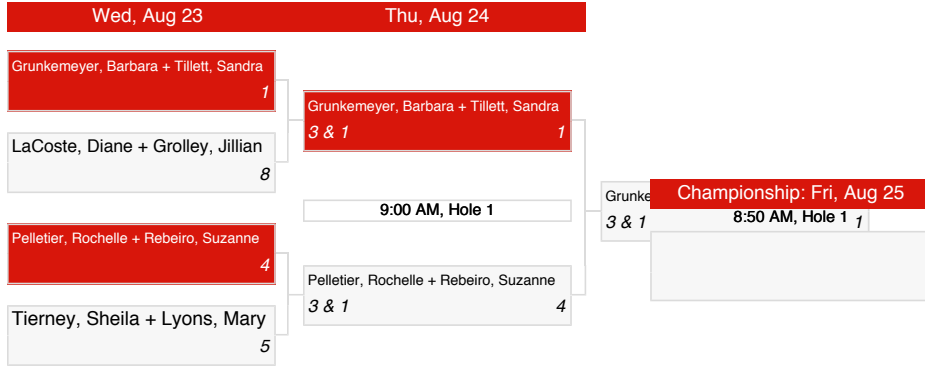 Wed, Aug 23
Thu, Aug 24
Grunkemeyer, Barbara + Tillett, Sandra
1
LaCoste, Diane + Grolley, Jillian
8
Grunkemeyer, Barbara + Tillett, Sandra
3 & 1 1
9:00 AM, Hole 1
Pelletier, Rochelle + Rebeiro, Suzanne
4
Tierney, Sheila + Lyons, Mary
5
Pelletier, Rochelle + Rebeiro, Suzanne
3 & 1 4
Championship: Fri, Aug 25
Grunke
8:50 AM, Hole 1
3 & 1 1